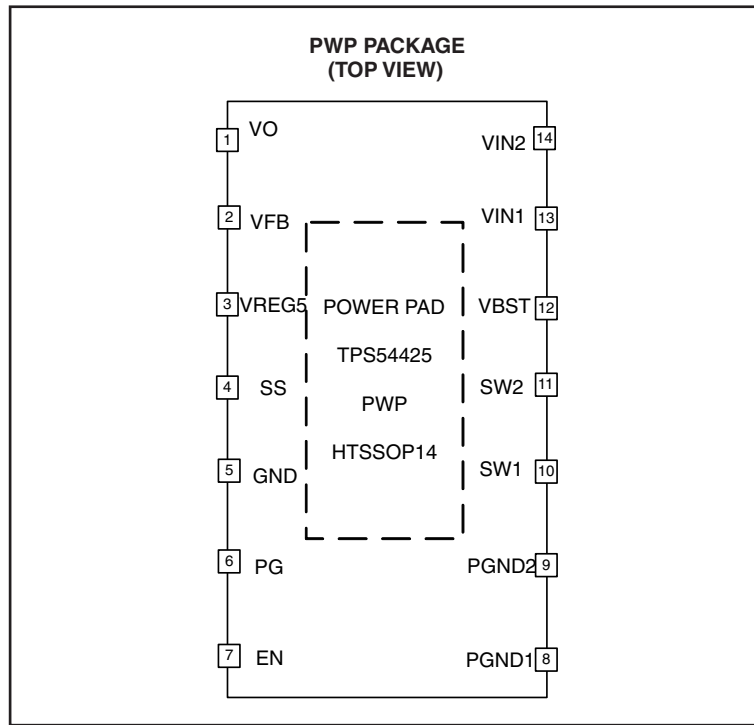 PWP PACKAGE
(TOP VIEW)
1 VO
VIN2 14
2 VFB
VIN1 13
3 VREG5
POWER PAD
VBST 12
TPS54425
4 SS
SW2 11
PWP
HTSSOP14
5 GND
SW1 10
6 PG
PGND2 9
7 EN
PGND1 8